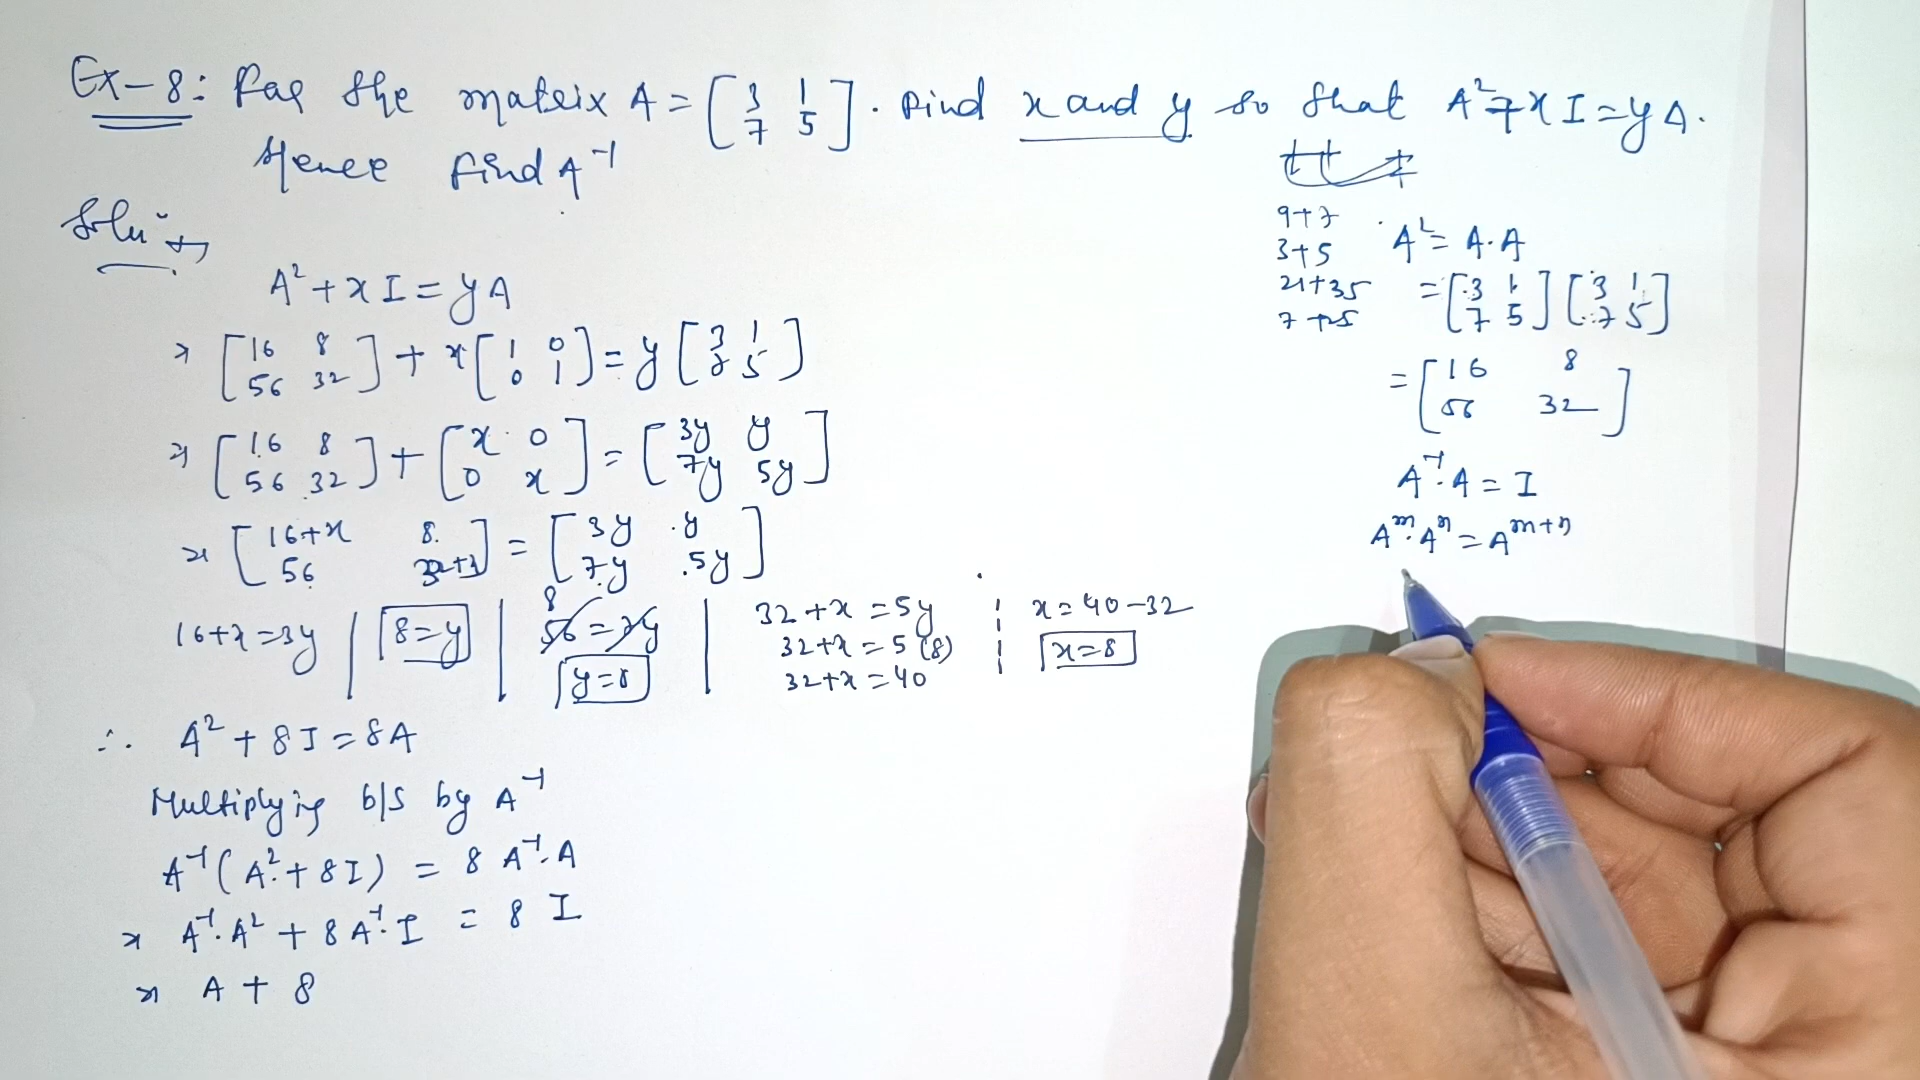 Ex-8: For the matrix A = [3 1 7 5]. Find x and y so that A²+xI=yA.
Hence find A⁻¹
Solu
A²+xI=yA
[16 8 56 32] + x[1 0 0 1] = y[3 1 7 5]
[16 8 56 32] + [x 0 0 x] = [3y y 7y 5y]
[16+x 8 56 32+x] = [3y y 7y 5y]
16+x=3y | 8=y | 56=7y | 32+x=5y | x=40-32
8
y=8
32+x=5(8)
32+x=40
x=8
∴ A²+8I=8A
Multiplying b/s by A⁻¹
A⁻¹(A²+8I) = 8 A⁻¹.A
A⁻¹.A² + 8A⁻¹.I = 8 I
A + 8
9+7
3+5
21+35
7+25
A²= A.A
=[3 1 7 5][3 1 7 5]
=[16 8 56 32]
A⁻¹.A = I
Aᵐ.Aⁿ=Aᵐ⁺ⁿ